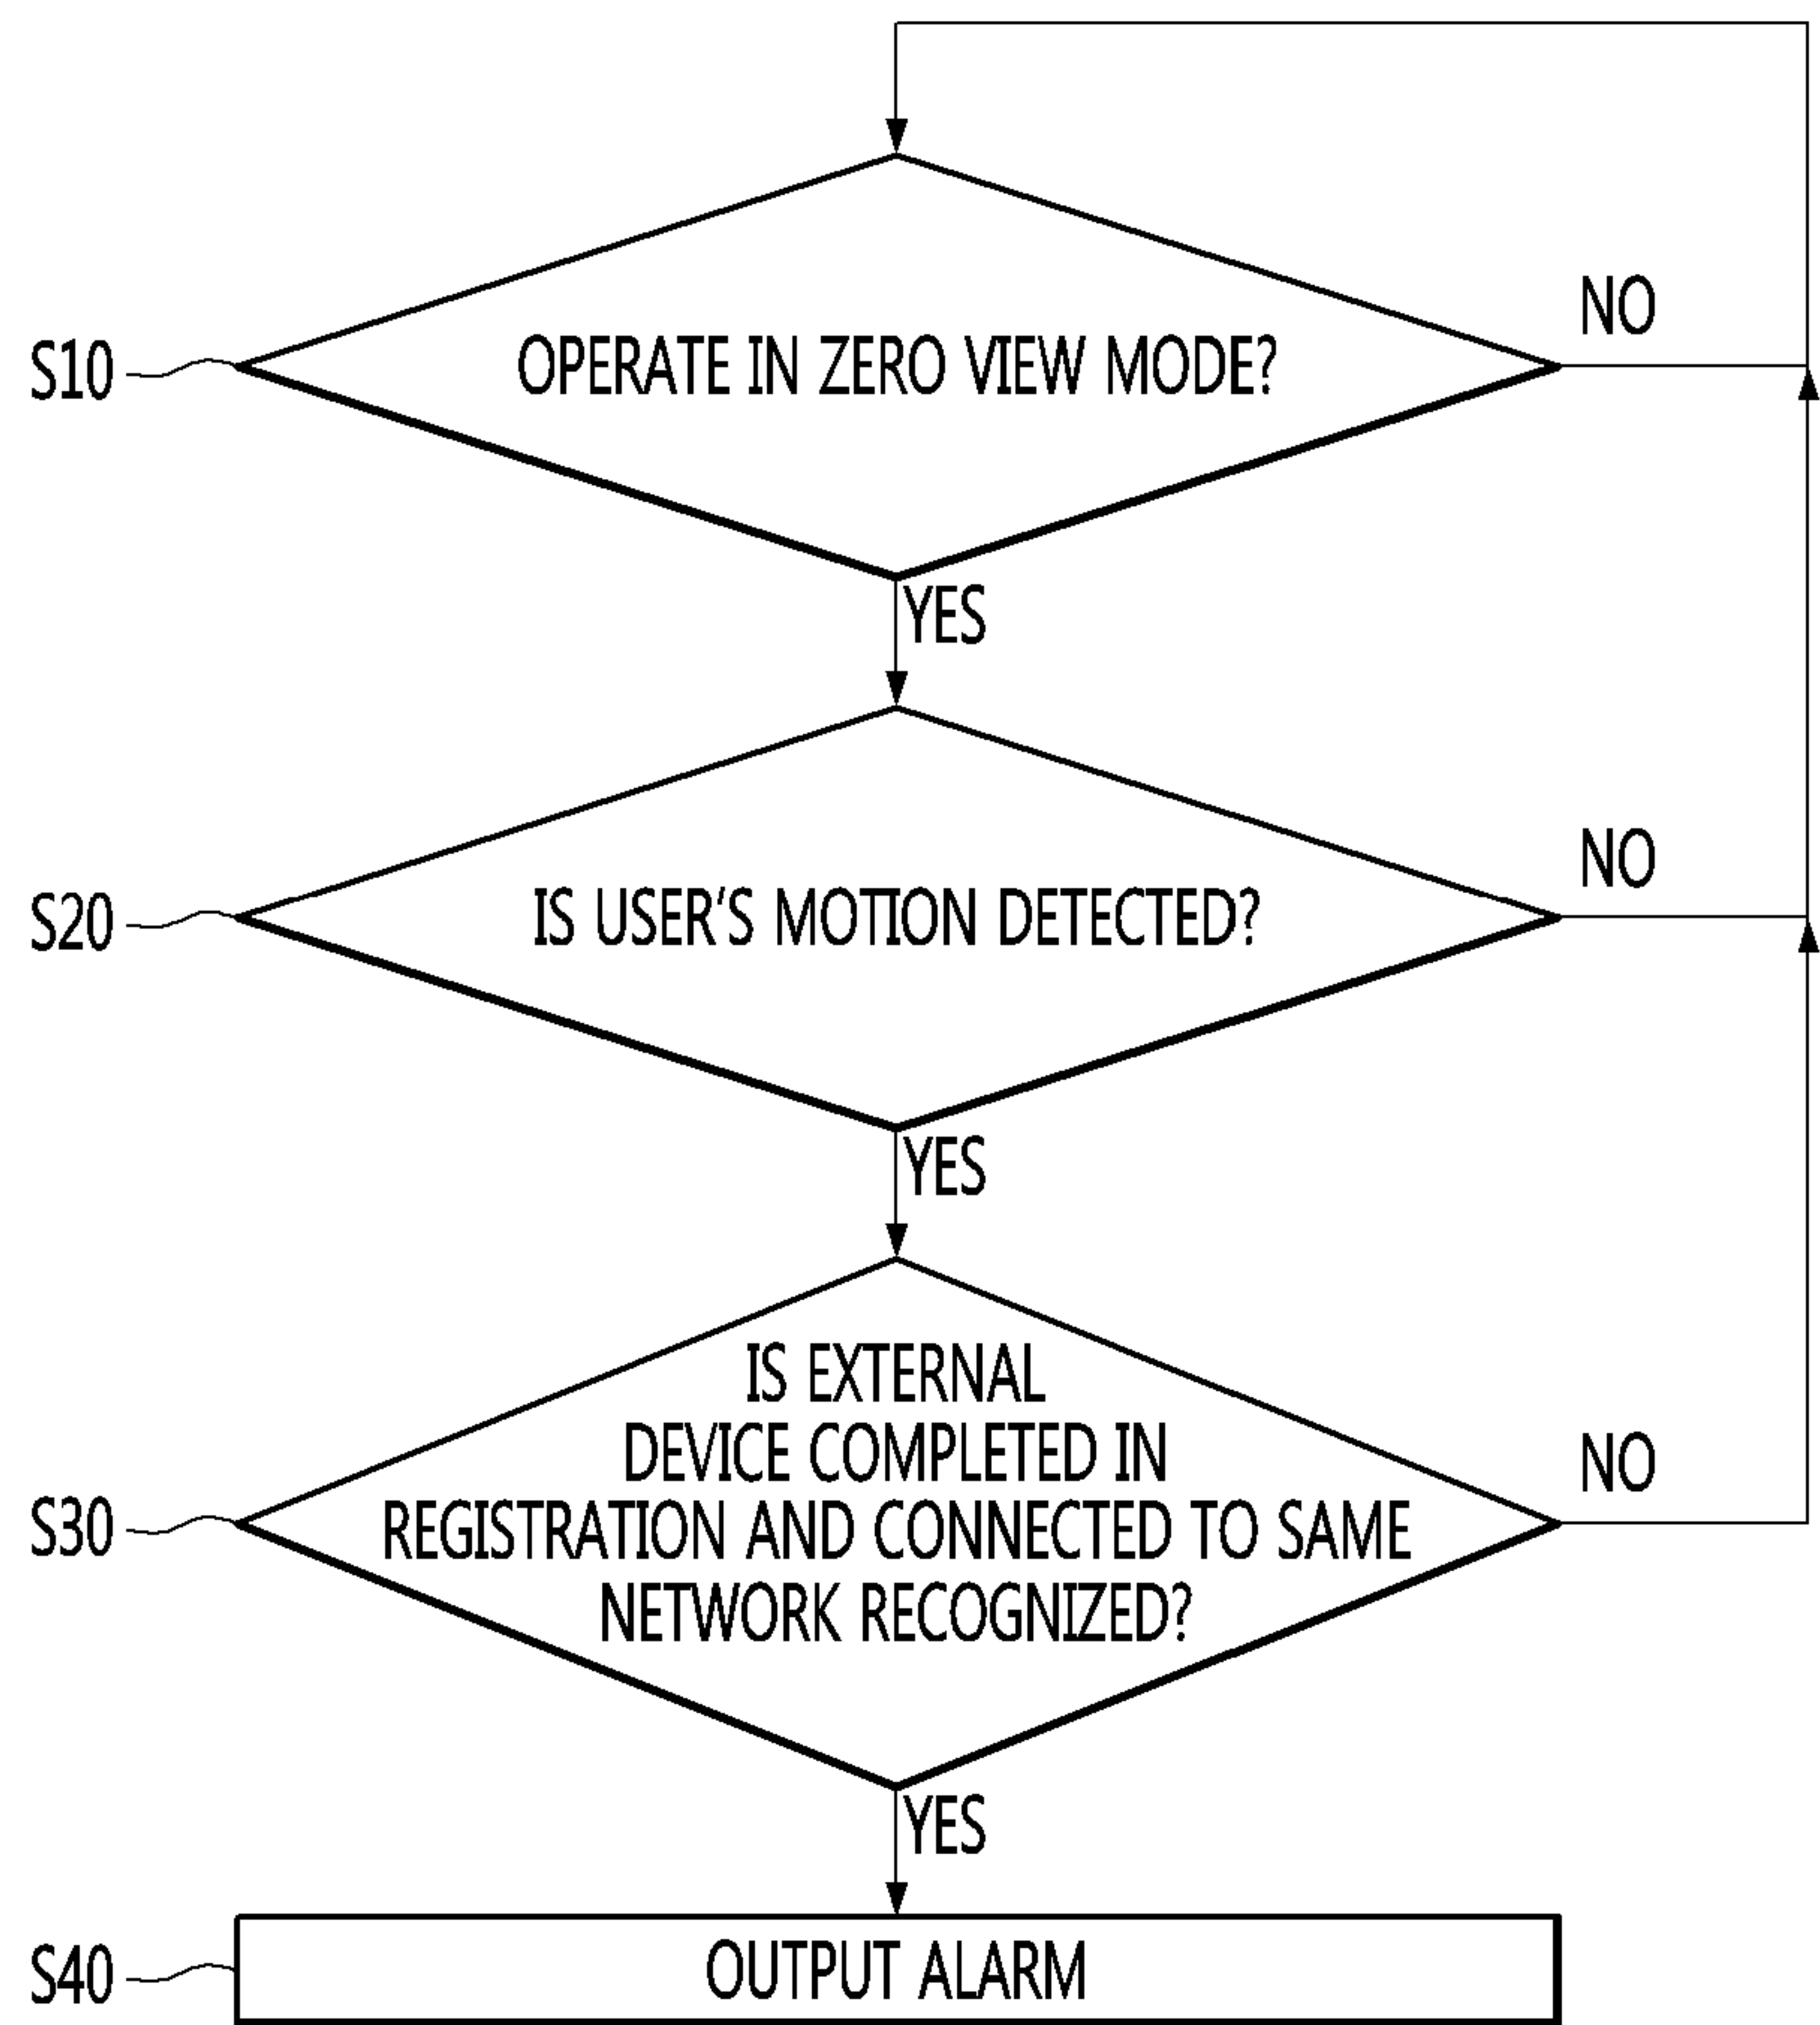 S10
OPERATE IN ZERO VIEW MODE?
NO
YES
S20
IS USER'S MOTION DETECTED?
NO
YES
S30
IS EXTERNAL
DEVICE COMPLETED IN
REGISTRATION AND CONNECTED TO SAME
NETWORK RECOGNIZED?
NO
YES
S40
OUTPUT ALARM